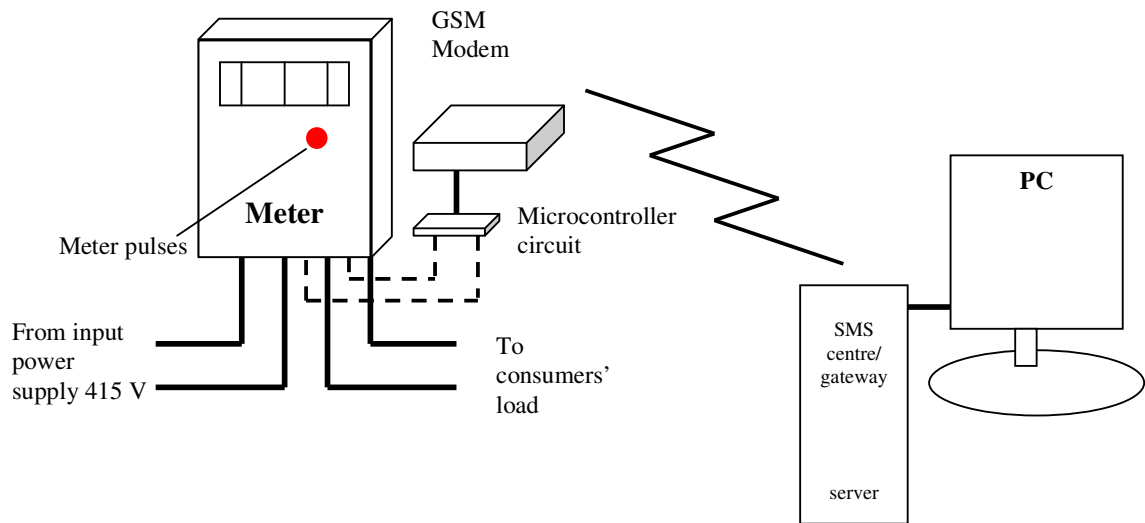 GSM
Modem
PC
Meter
Microcontroller
circuit
Meter pulses
From input
power
supply 415 V
To
consumers’
load
SMS
centre/
gateway
server